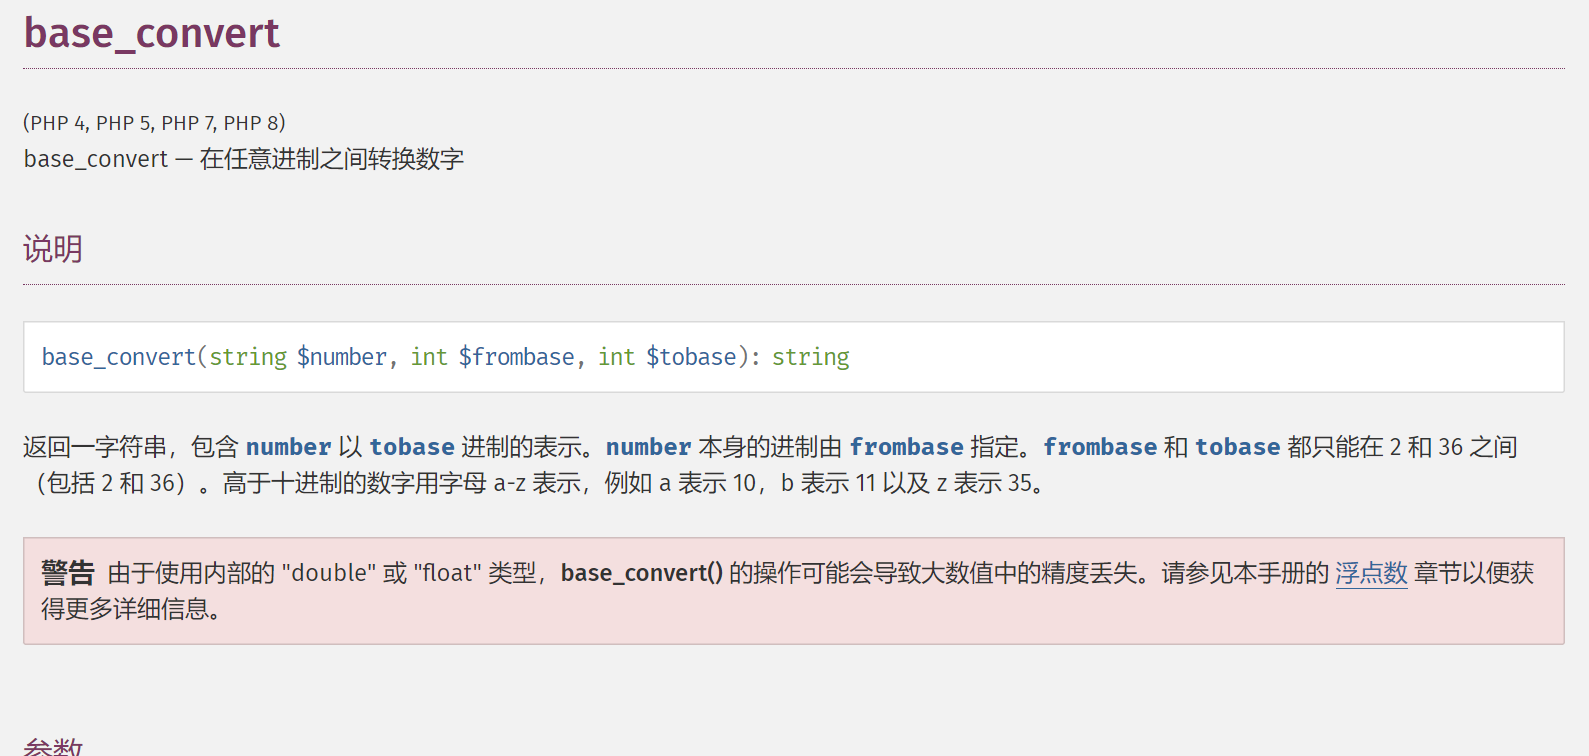 base_convert
(PHP 4, PHP 5, PHP 7, PHP 8)
base_convert — 在任意进制之间转换数字
说明
base_convert(string $number, int $frombase, int $tobase): string
返回一字符串，包含 number 以 tobase 进制的表示。number 本身的进制由 frombase 指定。frombase 和 tobase 都只能在 2 和 36 之间
（包括 2 和 36）。高于十进制的数字用字母 a-z 表示，例如 a 表示 10，b 表示 11 以及 z 表示 35。
警告 由于使用内部的 "double" 或 "float" 类型，base_convert() 的操作可能会导致大数值中的精度丢失。请参见本手册的 浮点数 章节以便获
得更多详细信息。
参数